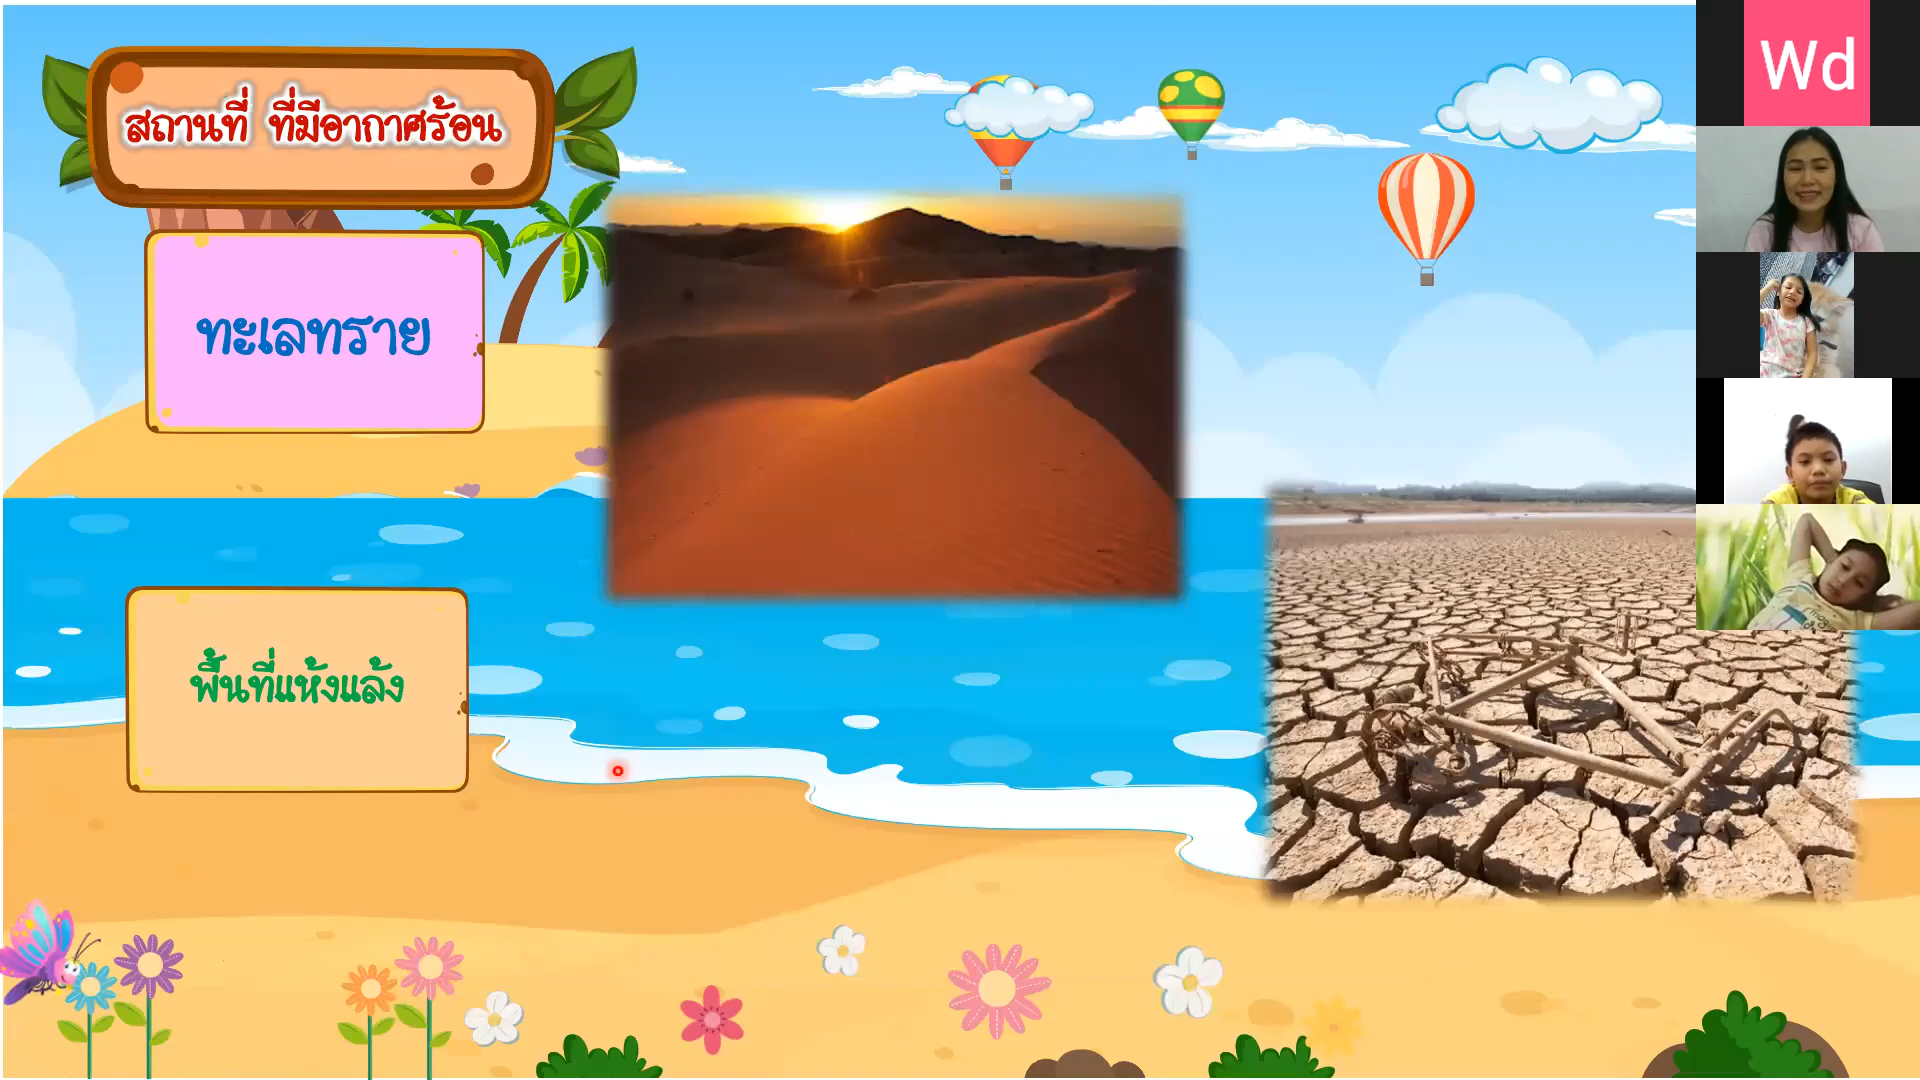 สถานที่ ที่มีอากาศร้อน
ทะเลทราย
พื้นที่แห้งแล้ง
Wd